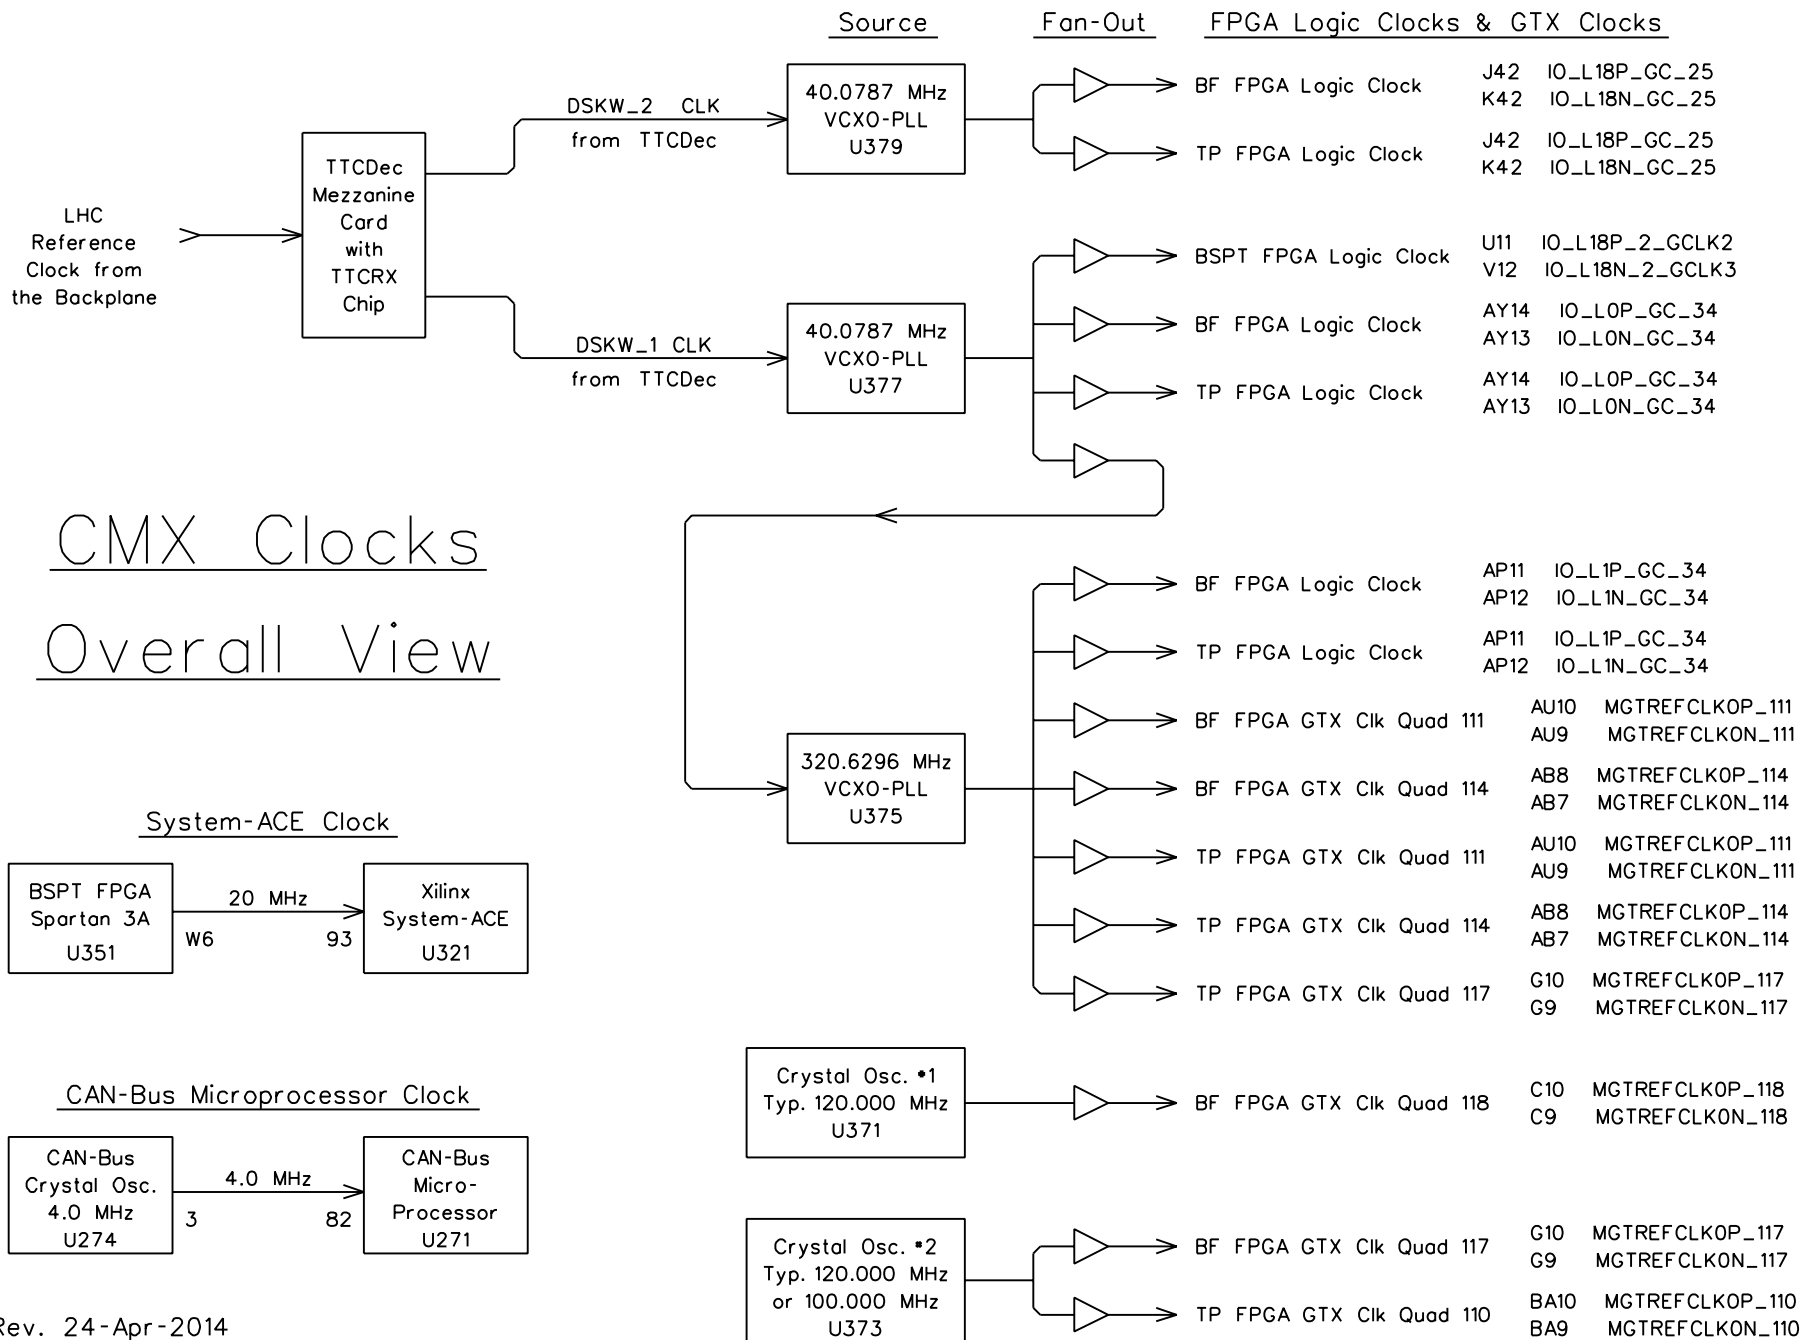 Source
Fan-Out
FPGA Logic Clocks & GTX Clocks
LHC
Reference
Clock from
the Backplane
TTCDec
Mezzanine
Card
with
TTCRX
Chip
DSKW_2 CLK
from TTCDec
40.0787 MHz
VCXO-PLL
U379
BF FPGA Logic Clock
J42 IO_L18P_GC_25
K42 IO_L18N_GC_25
TP FPGA Logic Clock
J42 IO_L18P_GC_25
K42 IO_L18N_GC_25
DSKW_1 CLK
from TTCDec
40.0787 MHz
VCXO-PLL
U377
BSPT FPGA Logic Clock
U11 IO_L18P_2_GCLK2
V12 IO_L18N_2_GCLK3
BF FPGA Logic Clock
AY14 IO_L0P_GC_34
AY13 IO_L0N_GC_34
TP FPGA Logic Clock
AY14 IO_L0P_GC_34
AY13 IO_L0N_GC_34
CMX Clocks
Overall View
320.6296 MHz
VCXO-PLL
U375
BF FPGA Logic Clock
AP11 IO_L1P_GC_34
AP12 IO_L1N_GC_34
TP FPGA Logic Clock
AP11 IO_L1P_GC_34
AP12 IO_L1N_GC_34
BF FPGA GTX Clk Quad 111
AU10 MGTREFCLK0P_111
AU9 MGTREFCLK0N_111
BF FPGA GTX Clk Quad 114
AB8 MGTREFCLK0P_114
AB7 MGTREFCLK0N_114
TP FPGA GTX Clk Quad 111
AU10 MGTREFCLK0P_111
AU9 MGTREFCLK0N_111
TP FPGA GTX Clk Quad 114
AB8 MGTREFCLK0P_114
AB7 MGTREFCLK0N_114
TP FPGA GTX Clk Quad 117
G10 MGTREFCLK0P_117
G9 MGTREFCLK0N_117
System-ACE Clock
BSPT FPGA
Spartan 3A
U351
20 MHz
W6 93
Xilinx
System-ACE
U321
CAN-Bus Microprocessor Clock
CAN-Bus
Crystal Osc.
4.0 MHz
U274
4.0 MHz
3 82
CAN-Bus
Micro-
Processor
U271
Crystal Osc. #1
Typ. 120.000 MHz
U371
BF FPGA GTX Clk Quad 118
C10 MGTREFCLK0P_118
C9 MGTREFCLK0N_118
Crystal Osc. #2
Typ. 120.000 MHz
or 100.000 MHz
U373
BF FPGA GTX Clk Quad 117
G10 MGTREFCLK0P_117
G9 MGTREFCLK0N_117
TP FPGA GTX Clk Quad 110
BA10 MGTREFCLK0P_110
BA9 MGTREFCLK0N_110
Rev. 24-Apr-2014